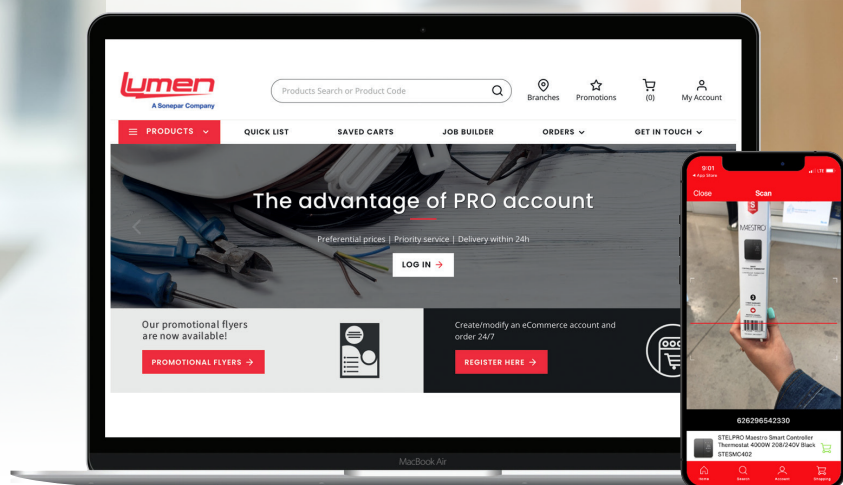 lumen
A Sonepar Company
Products Search or Product Code
Branches
Promotions
(0)
My Account
PRODUCTS
QUICK LIST
SAVED CARTS
JOB BUILDER
ORDERS
GET IN TOUCH
The advantage of PRO account
Preferential prices | Priority service | Delivery within 24h
LOG IN →
Our promotional flyers
are now available!
PROMOTIONAL FLYERS →
Create/modify an eCommerce account and
order 24/7
REGISTER HERE →
MacBook Air
9:01
App Store
LTE
Close
Scan
MAESTRO
626296542330
STELPRO Maestro Smart Controller
Thermostat 4000W 208/240V Black
STESMC402
Home
Search
Account
Shopping